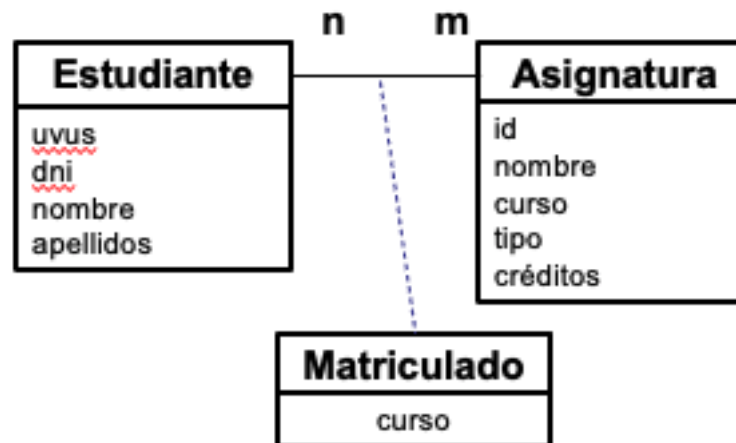 n m
Estudiante
uvus
dni
nombre
apellidos
Asignatura
id
nombre
curso
tipo
créditos
Matriculado
curso